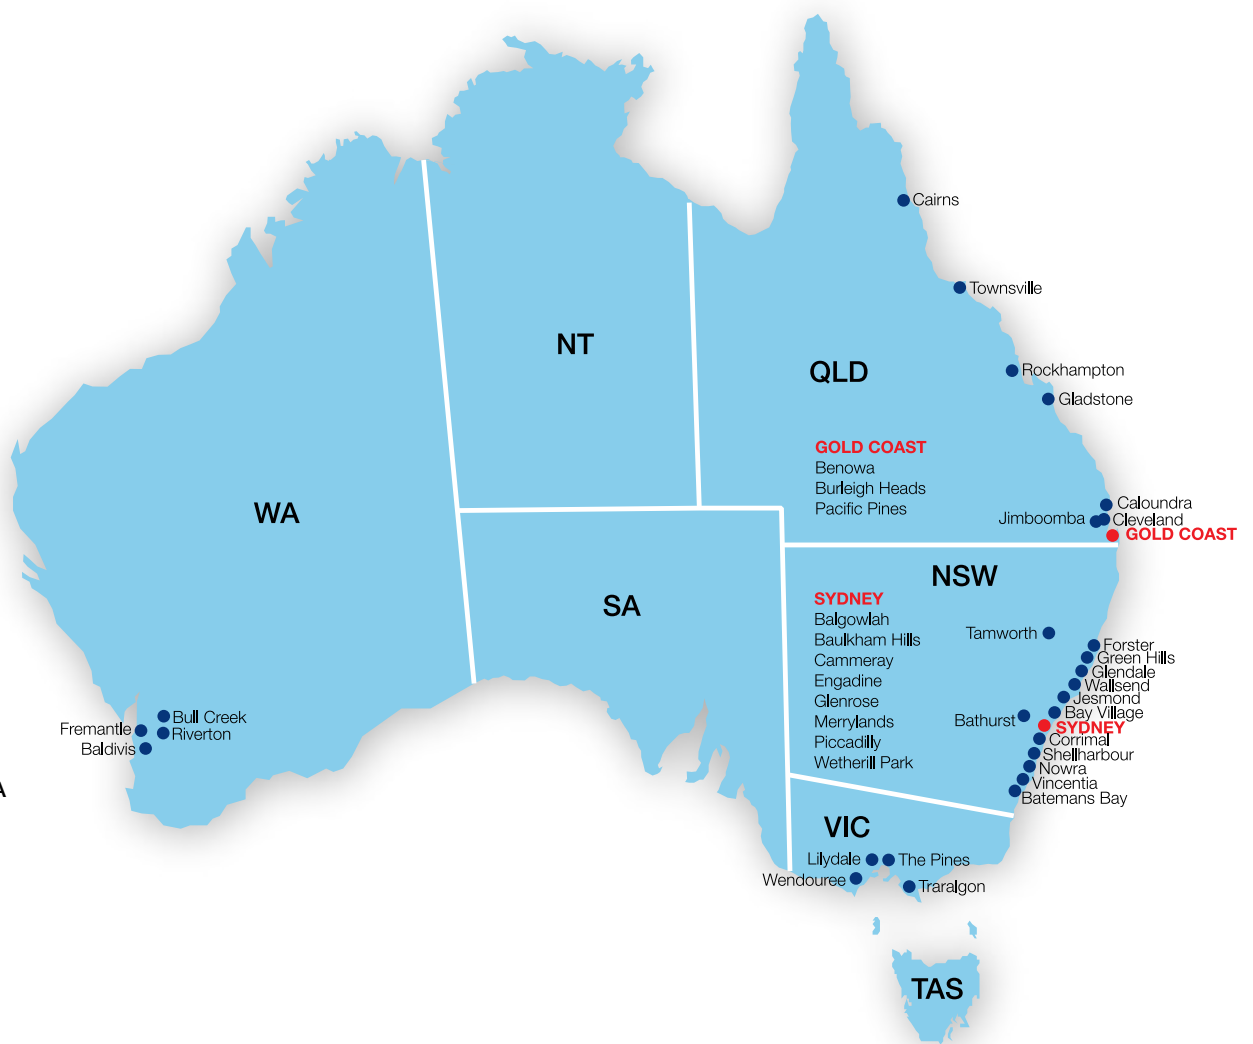 Cairns
Townsville
NT
QLD
Rockhampton
Gladstone
GOLD COAST
Benowa
Burleigh Heads
Pacific Pines
WA
Caloundra
Jimboomba
Cleveland
GOLD COAST
NSW
SA
SYDNEY
Balgowlah
Baulkham Hills
Cammeray
Engadine
Glenrose
Merrylands
Piccadilly
Wetherill Park
Tamworth
Forster
Green Hills
Glendale
Wallsend
Jesmond
Bay Village
Bathurst
SYDNEY
Corrimal
Shellharbour
Nowra
Vincentia
Batemans Bay
Bull Creek
Fremantle
Riverton
Baldivis
A
VIC
Lilydale
The Pines
Wendouree
Traralgon
TAS